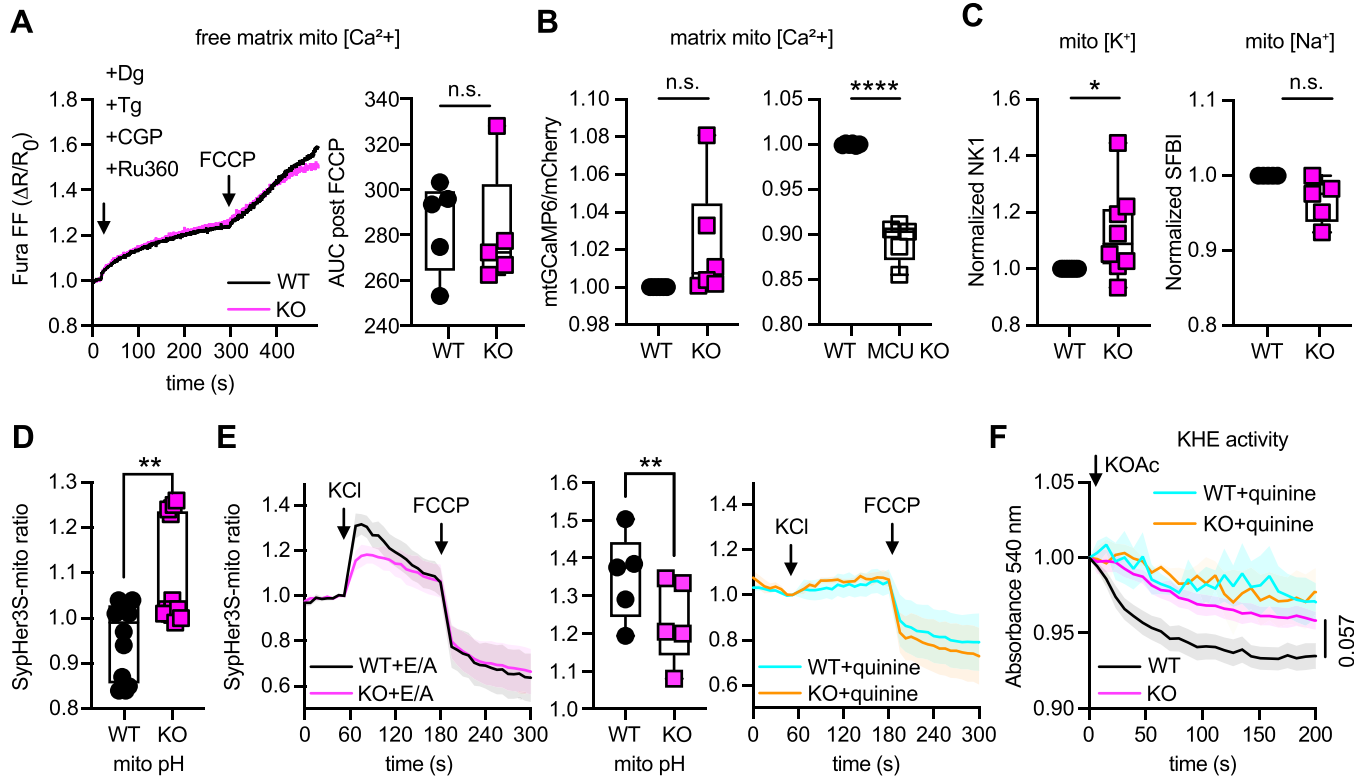 A
free matrix mito [Ca²+]
+Dg
+Tg
+CGP
+Ru360
FCCP
Fura FF (ΔR/R0)
1.8
1.6
1.4
1.2
1.0
0.8
0 100 200 300 400
time (s)
WT
KO
n.s.
AUC post FCCP
340
320
300
280
260
240
WT KO
B
matrix mito [Ca²+]
n.s.
mtGCaMP6/mCherry
1.10
1.08
1.06
1.04
1.02
1.00
0.98
WT KO
****
1.05
1.00
0.95
0.90
0.85
0.80
WT MCU KO
C
mito [K⁺]
*
Normalized NK1
1.6
1.4
1.2
1.0
0.8
WT KO
mito [Na⁺]
n.s.
Normalized SFBI
1.1
1.0
0.9
0.8
WT KO
D
**
SypHer3S-mito ratio
1.3
1.2
1.1
1.0
0.9
0.8
WT KO
mito pH
E
SypHer3S-mito ratio
KCl
FCCP
1.4
1.2
1.0
0.8
0.6
WT+E/A
KO+E/A
0 60 120 180 240 300
time (s)
**
1.6
1.5
1.4
1.3
1.2
1.1
1.0
WT KO
mito pH
KCl
FCCP
1.4
1.2
1.0
0.8
0.6
WT+quinine
KO+quinine
0 60 120 180 240 300
time (s)
F
KHE activity
KOAc
WT+quinine
KO+quinine
Absorbance 540 nm
1.05
1.00
0.95
0.90
WT
KO
0.057
0 50 100 150 200
time (s)